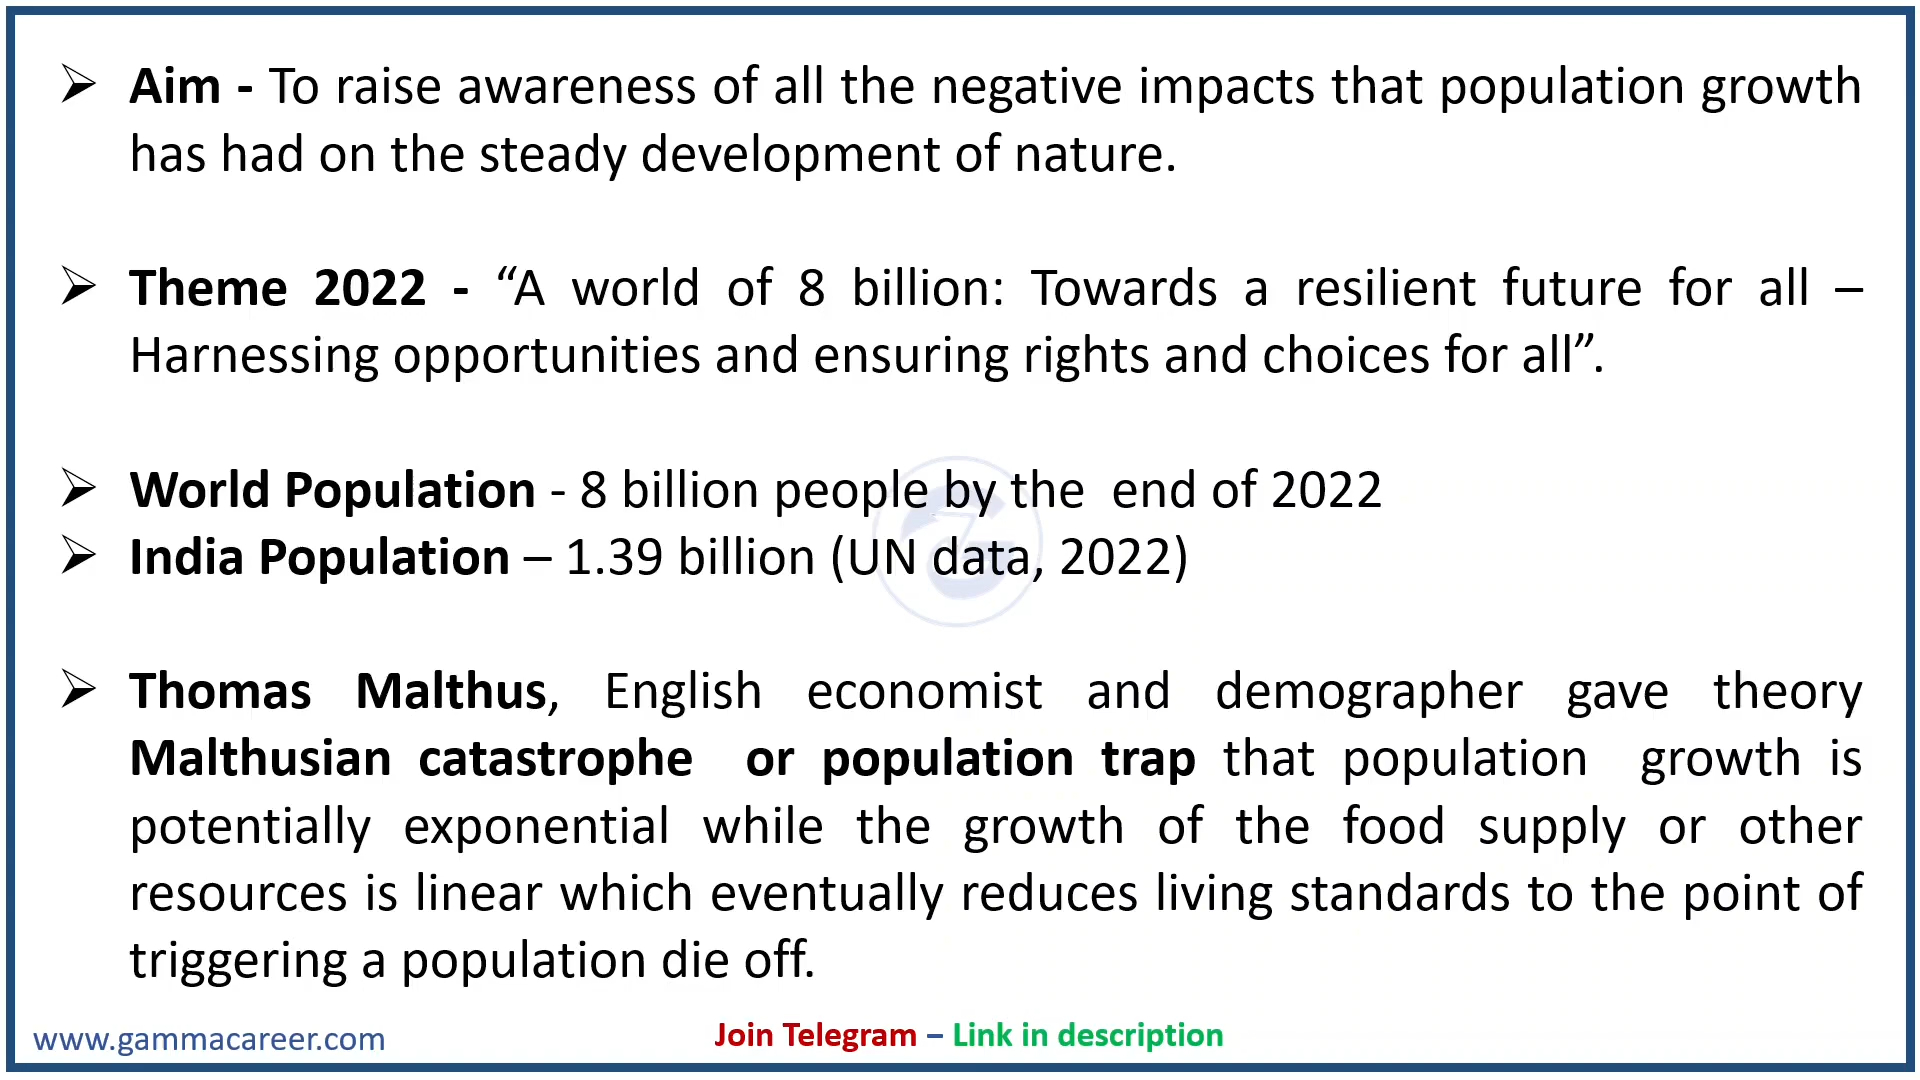 ➢ Aim - To raise awareness of all the negative impacts that population growth
has had on the steady development of nature.
➢ Theme 2022 - “A world of 8 billion: Towards a resilient future for all –
Harnessing opportunities and ensuring rights and choices for all”.
➢ World Population - 8 billion people by the  end of 2022
➢ India Population – 1.39 billion (UN data, 2022)
➢ Thomas Malthus, English economist and demographer gave theory
Malthusian catastrophe  or population trap that population  growth is
potentially exponential while the growth of the food supply or other
resources is linear which eventually reduces living standards to the point of
triggering a population die off.
www.gammacareer.com
Join Telegram – Link in description